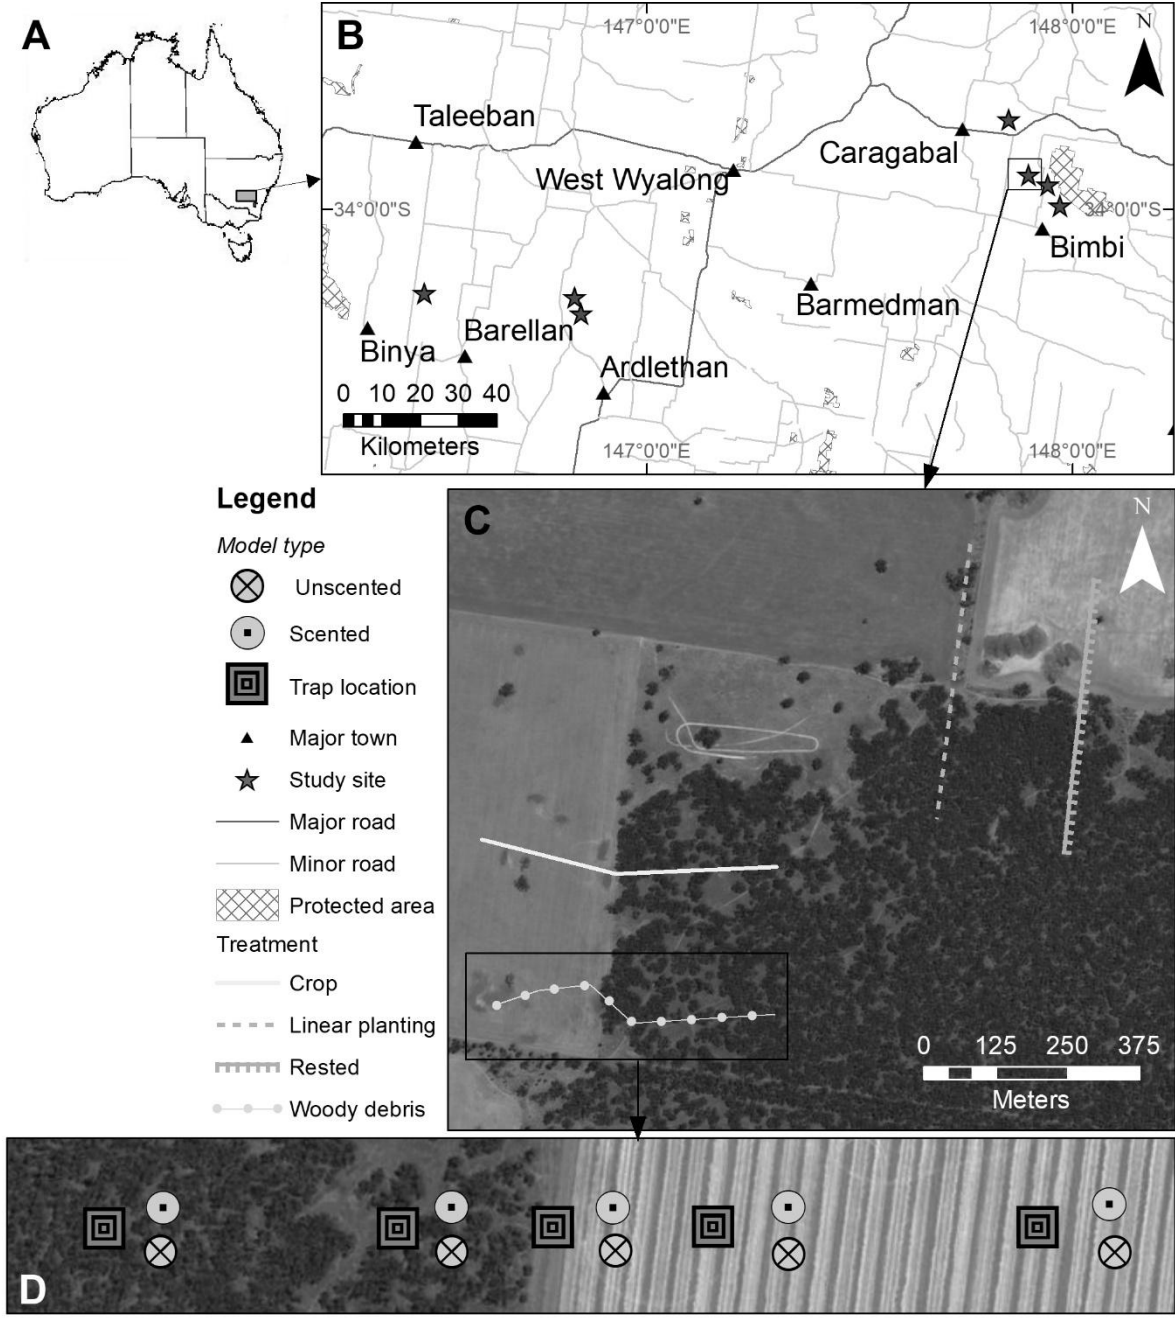 A
B
147°0'0"E
148°0'0"E
N
Taleeban
Caragabal
West Wyalong
34°0'0"S
34°0'0"S
Bimbi
Barmedman
Barellan
Binya
Ardlethan
0 10 20 30 40
Kilometers
147°0'0"E
148°0'0"E
Legend
Model type
Unscented
Scented
Trap location
Major town
Study site
Major road
Minor road
Protected area
Treatment
Crop
Linear planting
Rested
Woody debris
C
N
0 125 250 375
Meters
D